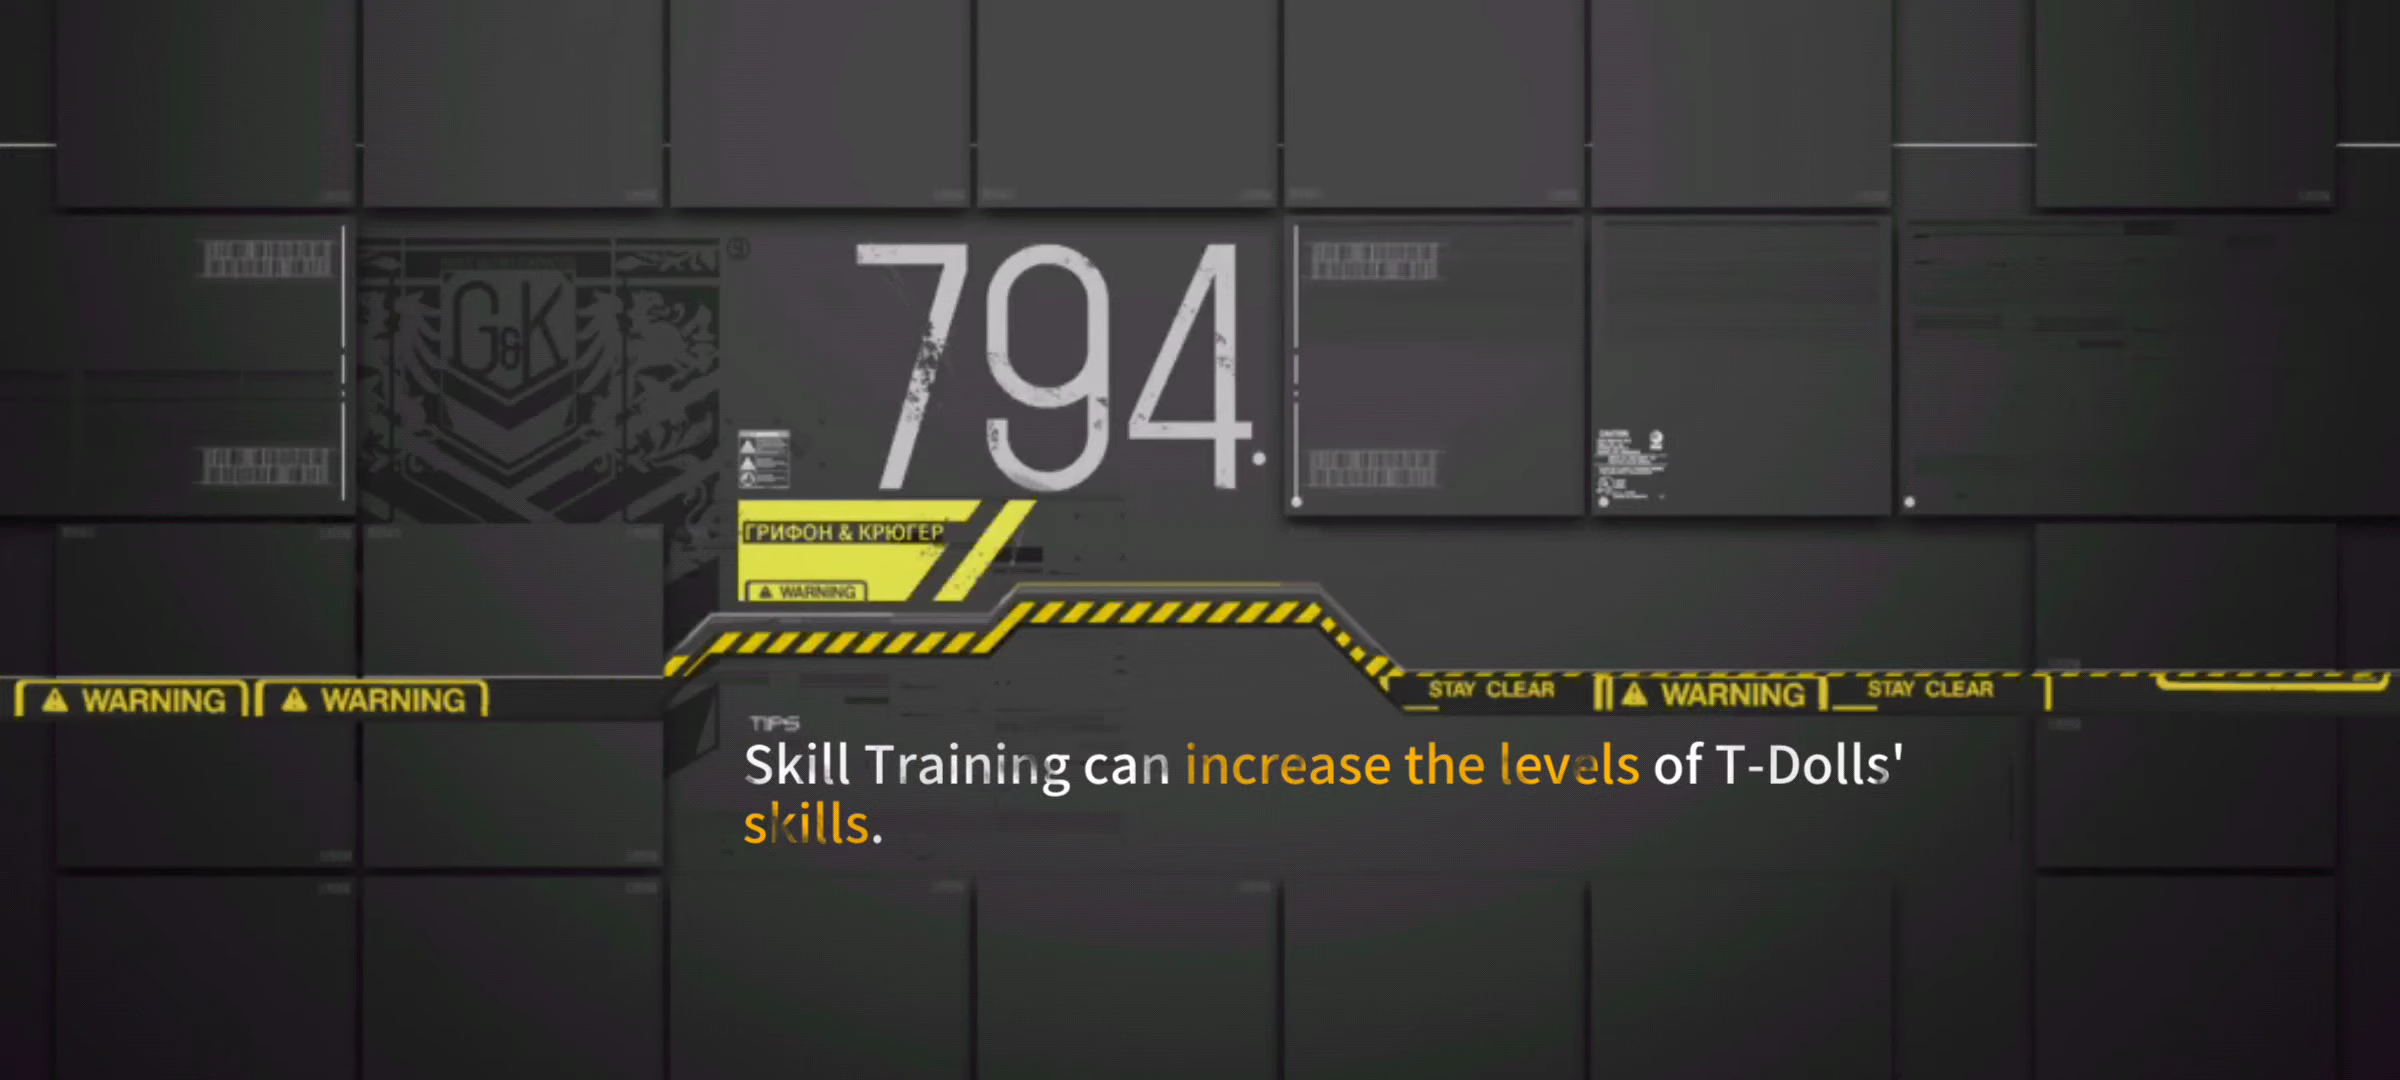 G&K
794.
ГРИФОН & КРЮГЕР
WARNING
WARNING
WARNING
STAY CLEAR
WARNING
STAY CLEAR
TIPS
Skill Training can increase the levels of T-Dolls'
skills.